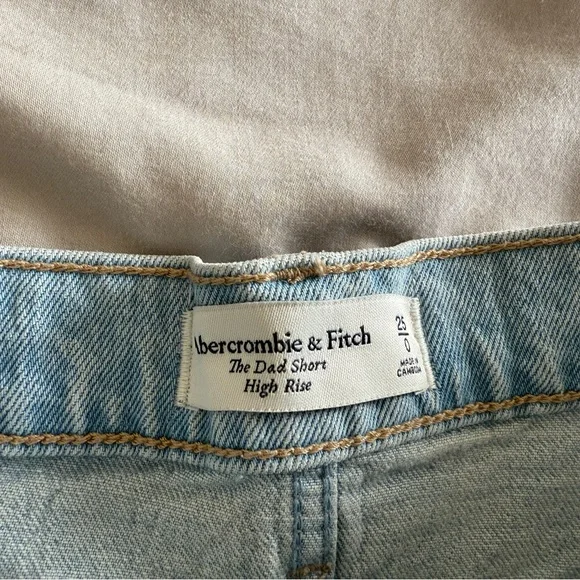 Abercrombie & Fitch
The Dad Short
High Rise
25
0
MADE IN
CAMBODIA